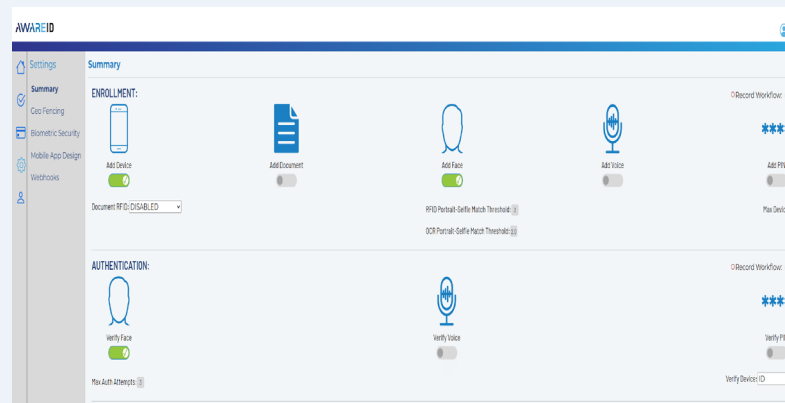 AWAREID
Settings
Summary
Summary
Geo Fencing
Biometric Security
Mobile App Design
Webhooks
ENROLLMENT:
Record Workflow:
Add Device
Add Document
Add Face
Add Voice
Add PIN
Document RFID: DISABLED
RFID Portrait-Selfie Match Threshold:
Max Devic
OCR Portrait-Selfie Match Threshold:
AUTHENTICATION:
Record Workflow:
Verify Face
Verify Voice
Verify PI
Max Auth Attempts:
Verify Device: ID